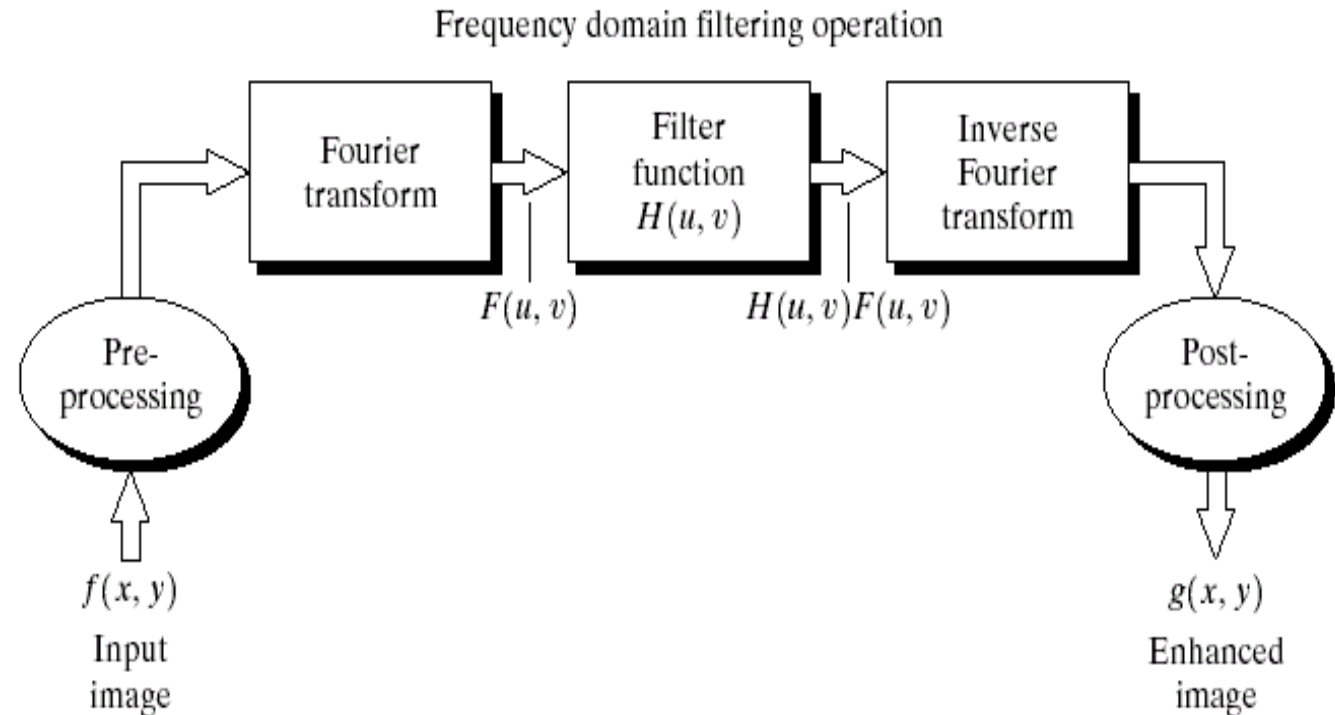 Frequency domain filtering operation
Fourier
transform
Filter
function
H(u, v)
Inverse
Fourier
transform
F(u, v)
H(u, v)F(u, v)
Pre-
processing
Post-
processing
f(x, y)
Input
image
g(x, y)
Enhanced
image